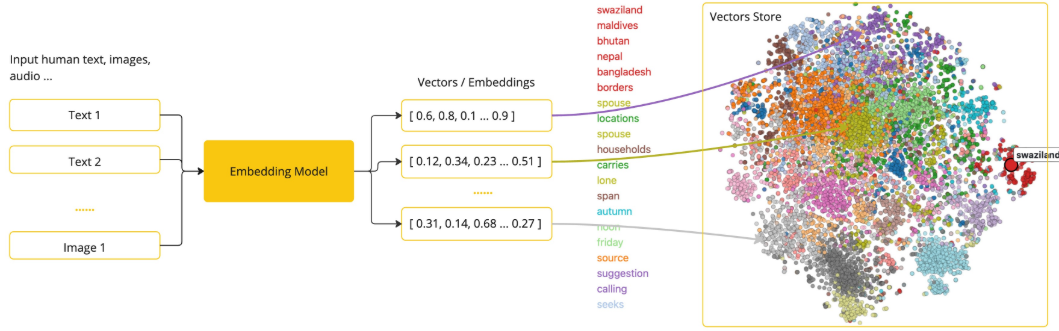 Input human text, images,
audio ...
Text 1
Text 2
......
Image 1
Embedding Model
Vectors / Embeddings
[ 0.6, 0.8, 0.1 ... 0.9 ]
[ 0.12, 0.34, 0.23 ... 0.51 ]
......
[ 0.31, 0.14, 0.68 ... 0.27 ]
swaziland
maldives
bhutan
nepal
bangladesh
borders
spouse
locations
spouse
households
carries
lone
span
autumn
noon
friday
source
suggestion
calling
seeks
Vectors Store
swaziland